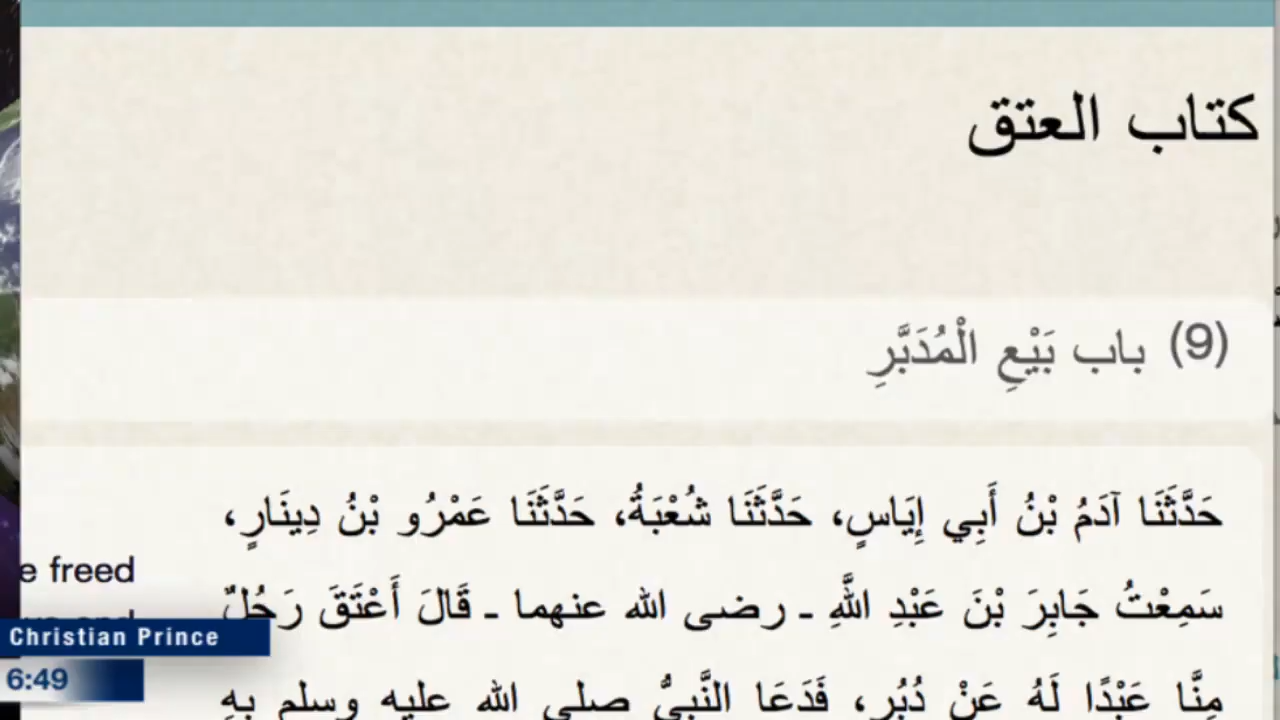 كتاب العتق
(9) باب بَيْعِ الْمُدَبَّرِ
حَدَّثَنَا آدَمُ بْنُ أَبِي إِيَاسٍ، حَدَّثَنَا شُعْبَةُ، حَدَّثَنَا عَمْرُو بْنُ دِينَارٍ،
سَمِعْتُ جَابِرَ بْنَ عَبْدِ اللَّهِ ـ رضى الله عنهما ـ قَالَ أَعْتَقَ رَجُلٌ
مِنَّا عَبْدًا لَهُ عَنْ دُبُرٍ، فَدَعَا النَّبِيُّ صلى الله عليه وسلم بِهِ
e freed
Christian Prince
6:49